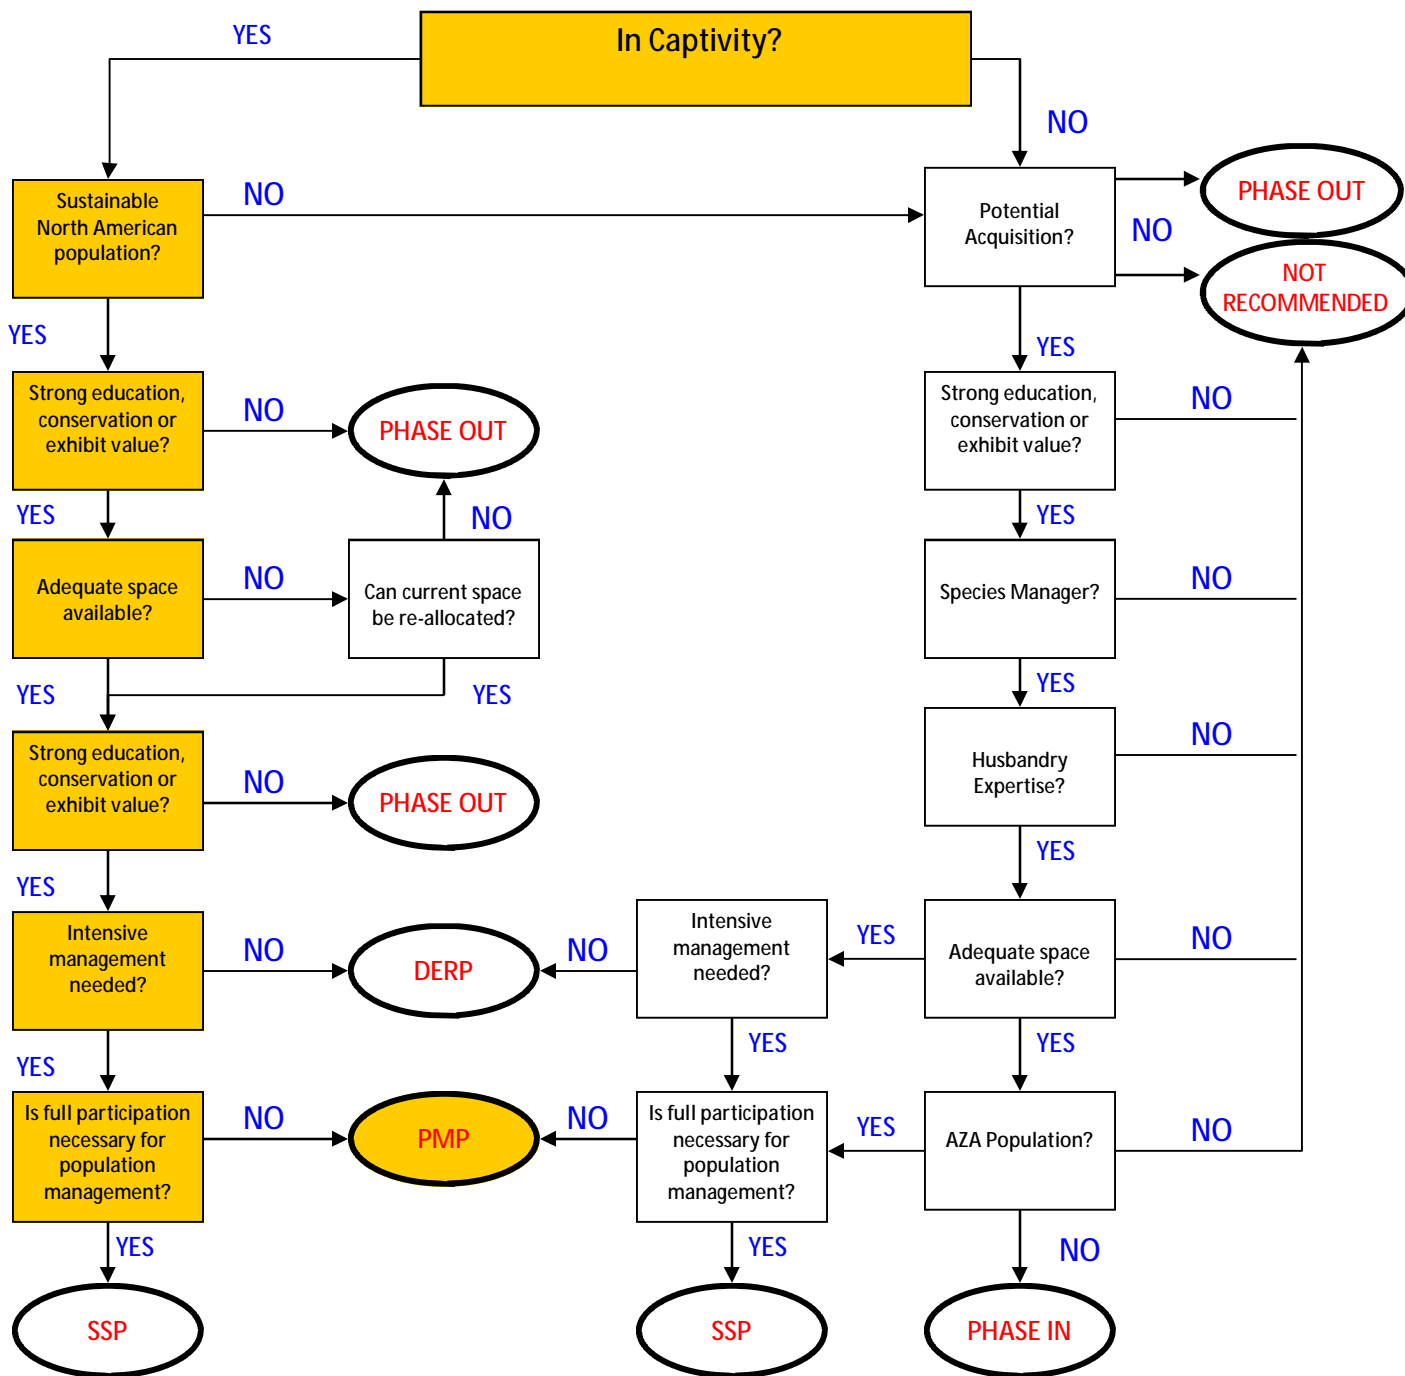 YES
In Captivity?
NO
Sustainable
North American
population?
NO
Potential
Acquisition?
PHASE OUT
NO
NOT
RECOMMENDED
YES
YES
Strong education,
conservation or
exhibit value?
NO
PHASE OUT
Strong education,
conservation or
exhibit value?
NO
YES
NO
YES
Adequate space
available?
NO
Can current space
be re-allocated?
Species Manager?
NO
YES
YES
YES
Strong education,
conservation or
exhibit value?
NO
PHASE OUT
Husbandry
Expertise?
NO
YES
YES
Intensive
management
needed?
NO
DERP
NO
Intensive
management
needed?
YES
Adequate space
available?
NO
YES
YES
YES
Is full participation
necessary for
population
management?
NO
PMP
NO
Is full participation
necessary for
population
management?
YES
AZA Population?
NO
YES
YES
NO
SSP
SSP
PHASE IN